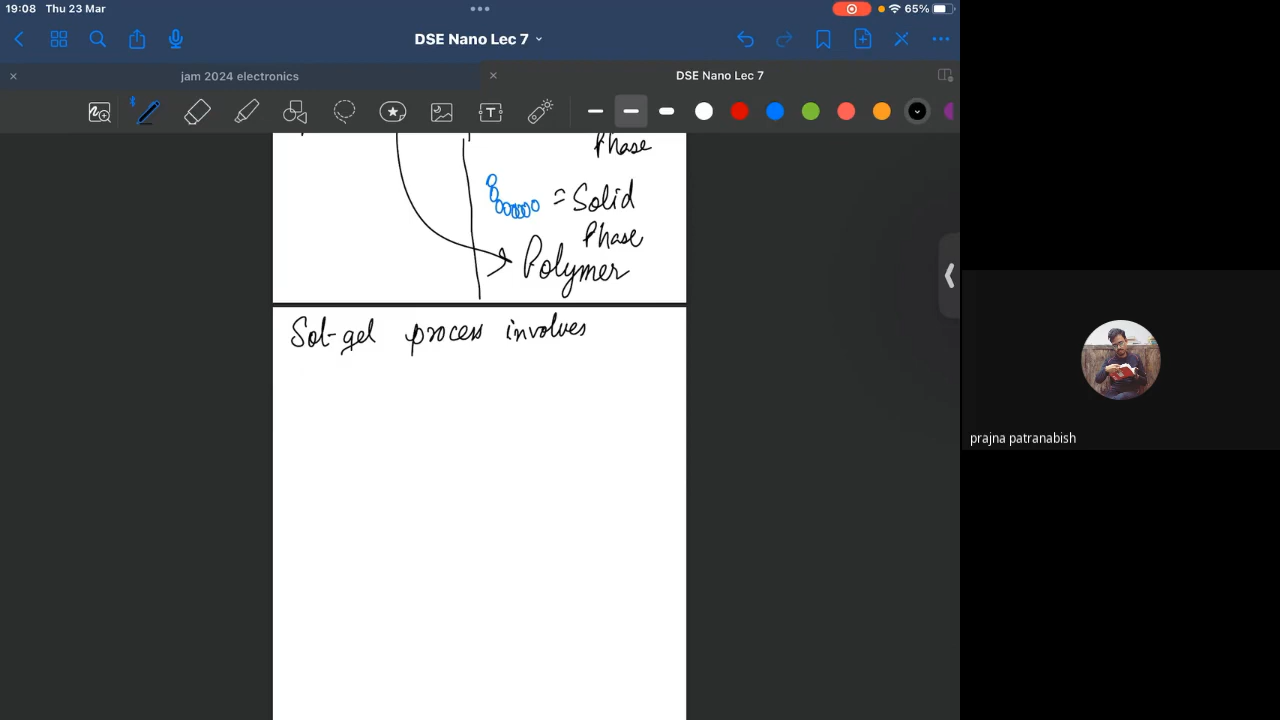 19:08 Thu 23 Mar
65%
DSE Nano Lec 7
jam 2024 electronics
DSE Nano Lec 7
Phase
= Solid
Phase
Polymer
Sol-gel process involves
prajna patranabish